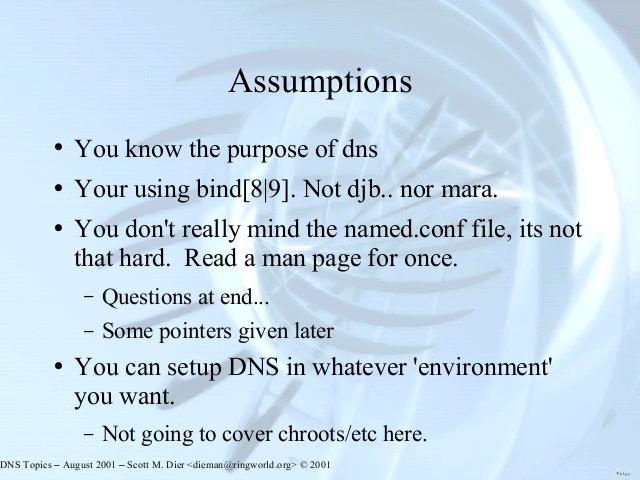 Assumptions
• You know the purpose of dns
• Your using bind[8|9]. Not djb.. nor mara.
• You don't really mind the named.conf file, its not
that hard.  Read a man page for once.
– Questions at end...
– Some pointers given later
• You can setup DNS in whatever 'environment'
you want.
– Not going to cover chroots/etc here.
DNS Topics – August 2001 – Scott M. Dier <dieman@ringworld.org> © 2001